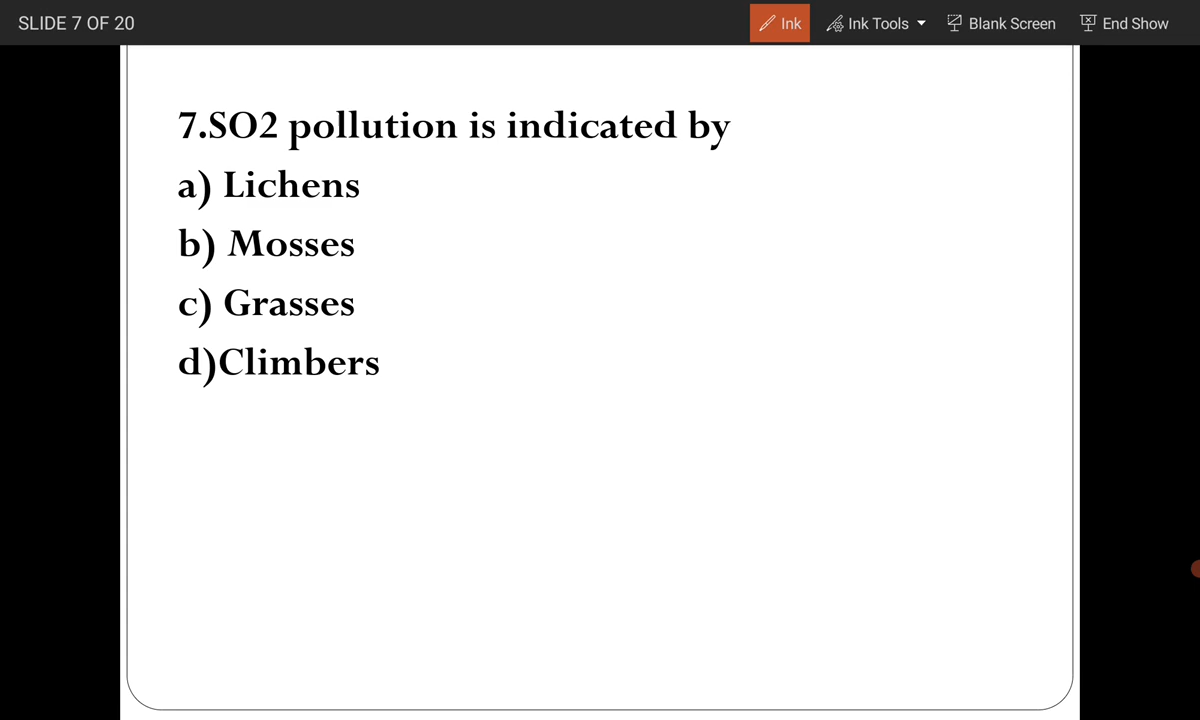 SLIDE 7 OF 20 Ink Ink Tools Blank Screen End Show
7.SO2 pollution is indicated by
a) Lichens
b) Mosses
c) Grasses
d)Climbers